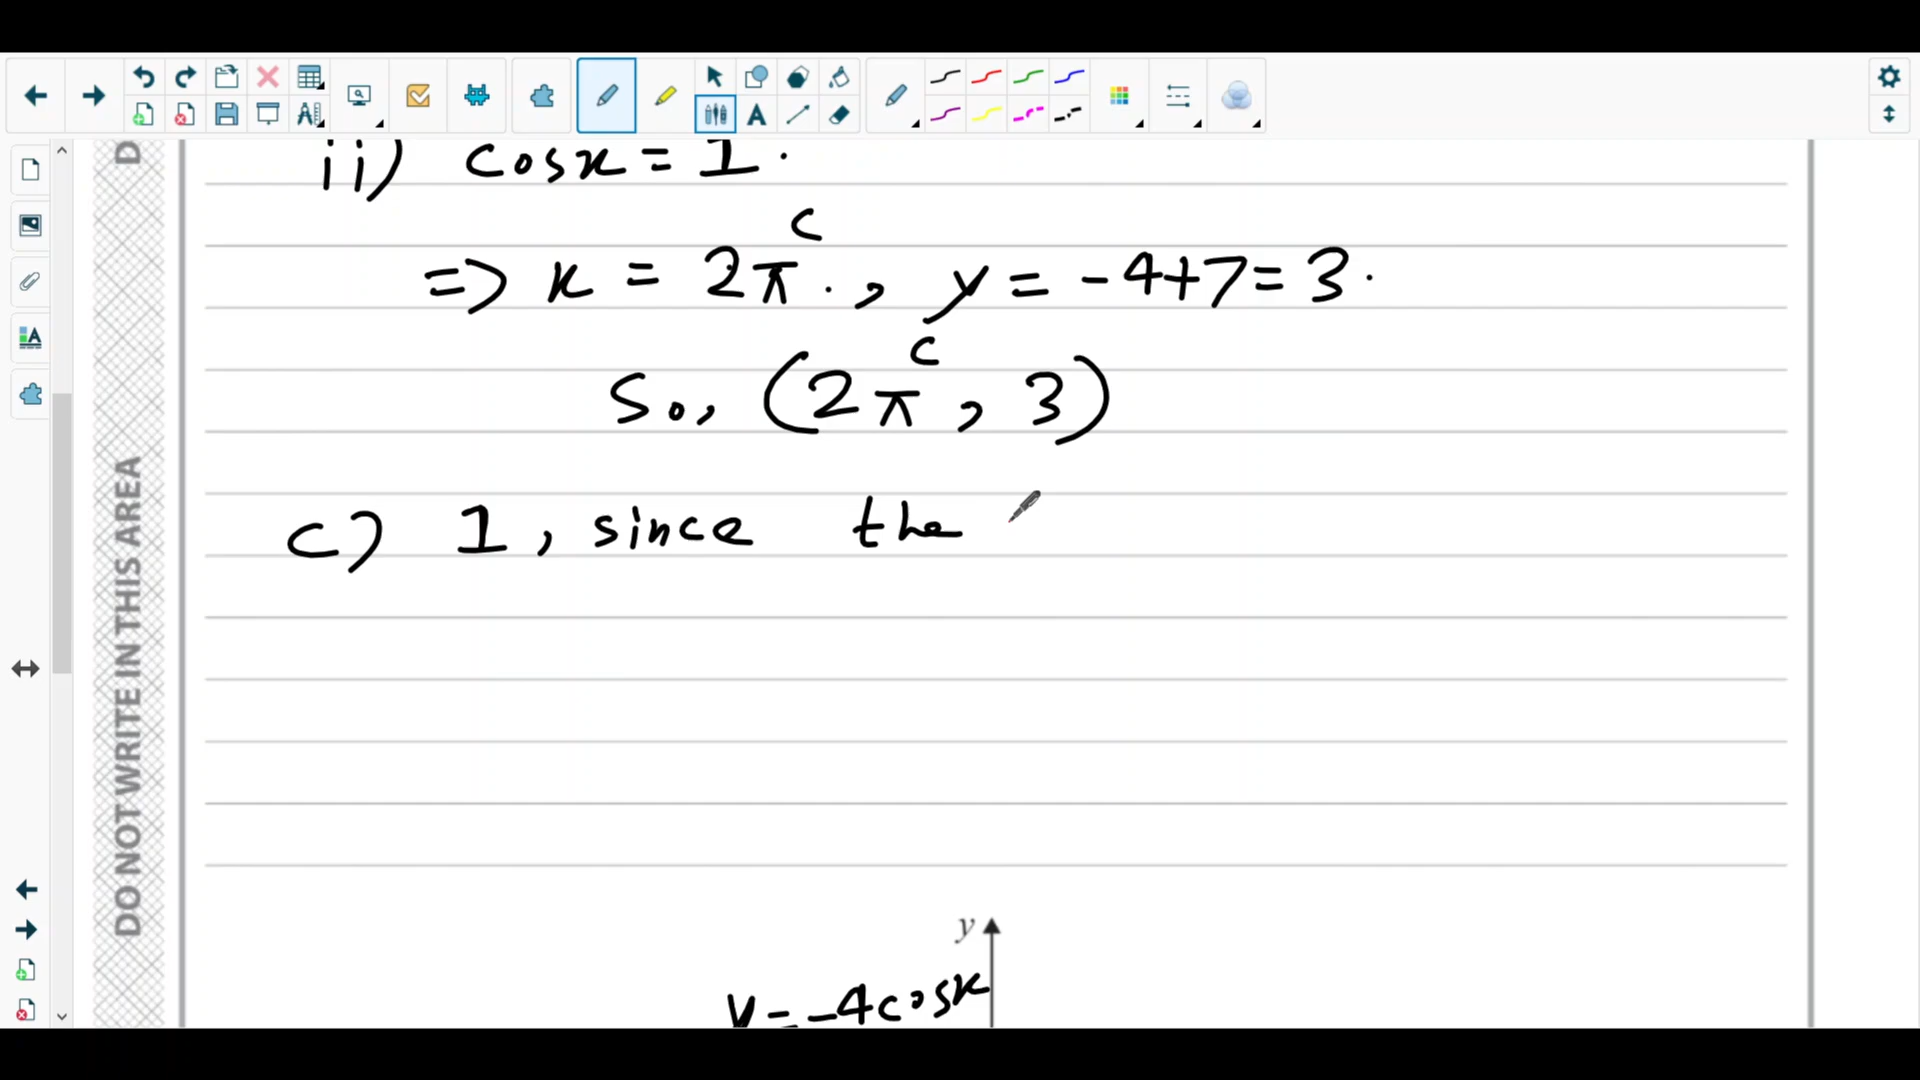 ii) cosx = 1.
=> x = 2π^c., y = -4+7=3.
So, (2π^c, 3)
c) 1, since the
y
y = -4cosx
DO NOT WRITE IN THIS AREA
D